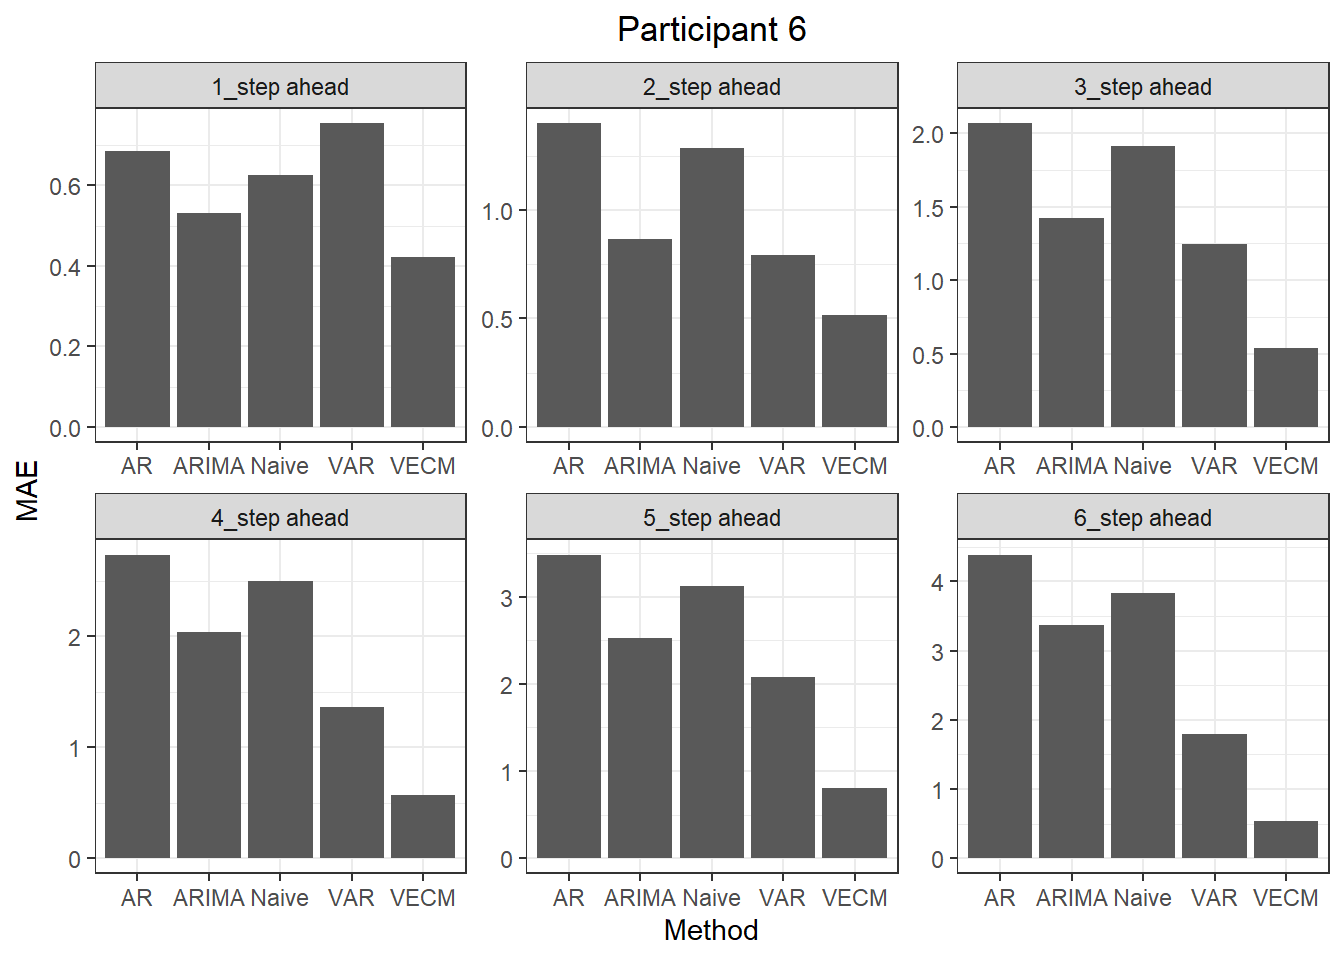 Participant 6
1_step ahead
2_step ahead
3_step ahead
0.6
0.4
0.2
0.0
1.0
0.5
0.0
2.0
1.5
1.0
0.5
0.0
AR ARIMA Naive VAR VECM
AR ARIMA Naive VAR VECM
AR ARIMA Naive VAR VECM
MAE
4_step ahead
5_step ahead
6_step ahead
2
1
0
3
2
1
0
4
3
2
1
0
AR ARIMA Naive VAR VECM
AR ARIMA Naive VAR VECM
AR ARIMA Naive VAR VECM
Method